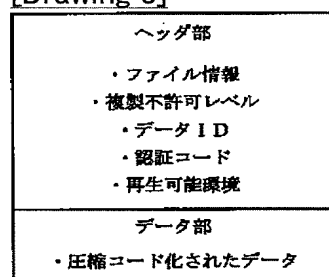 [Drawing 3]
ヘッダ部
・ファイル情報
・複製不許可レベル
・データID
・認証コード
・再生可能環境
データ部
・圧縮コード化されたデータ